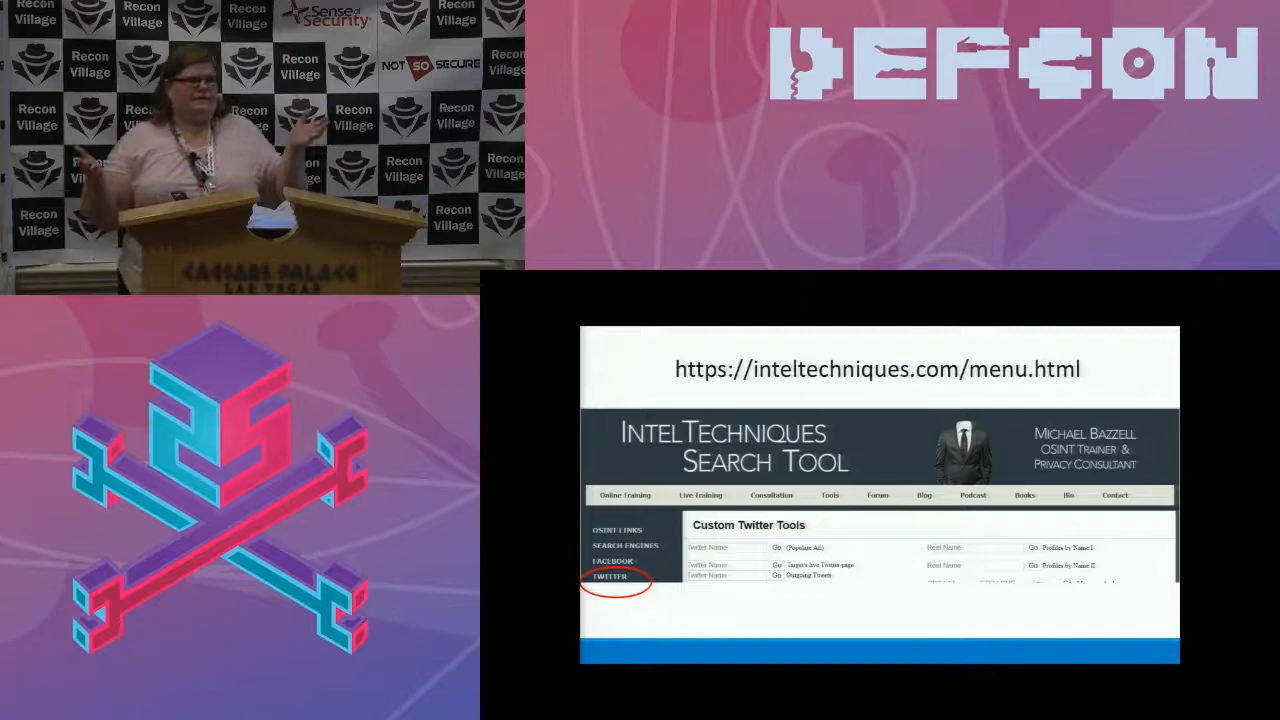 Sense of
Security
Recon
Village
Recon
Village
Recon
Village
Recon
Village
NOT SO SECURE
Recon
Village
Recon
Village
Recon
Village
Recon
Village
Recon
Village
Recon
Village
Recon
Village
CAESARS PALACE
LAS VEGAS
DEFCON
https://inteltechniques.com/menu.html
INTELTECHNIQUES
SEARCH TOOL
MICHAEL BAZZELL
OSINT TRAINER &
PRIVACY CONSULTANT
Online Training Live Training Consultation Tools Forum Blog Podcast Books Bio Contact
OSINT LINKS
SEARCH ENGINES
FACEBOOK
TWITTER
Custom Twitter Tools
Twitter Name Go (Populate All) Real Name Go Profiles by Name I
Twitter Name Go Target's live Twitter page Real Name Go Profiles by Name II
Twitter Name Go Outgoing Tweets